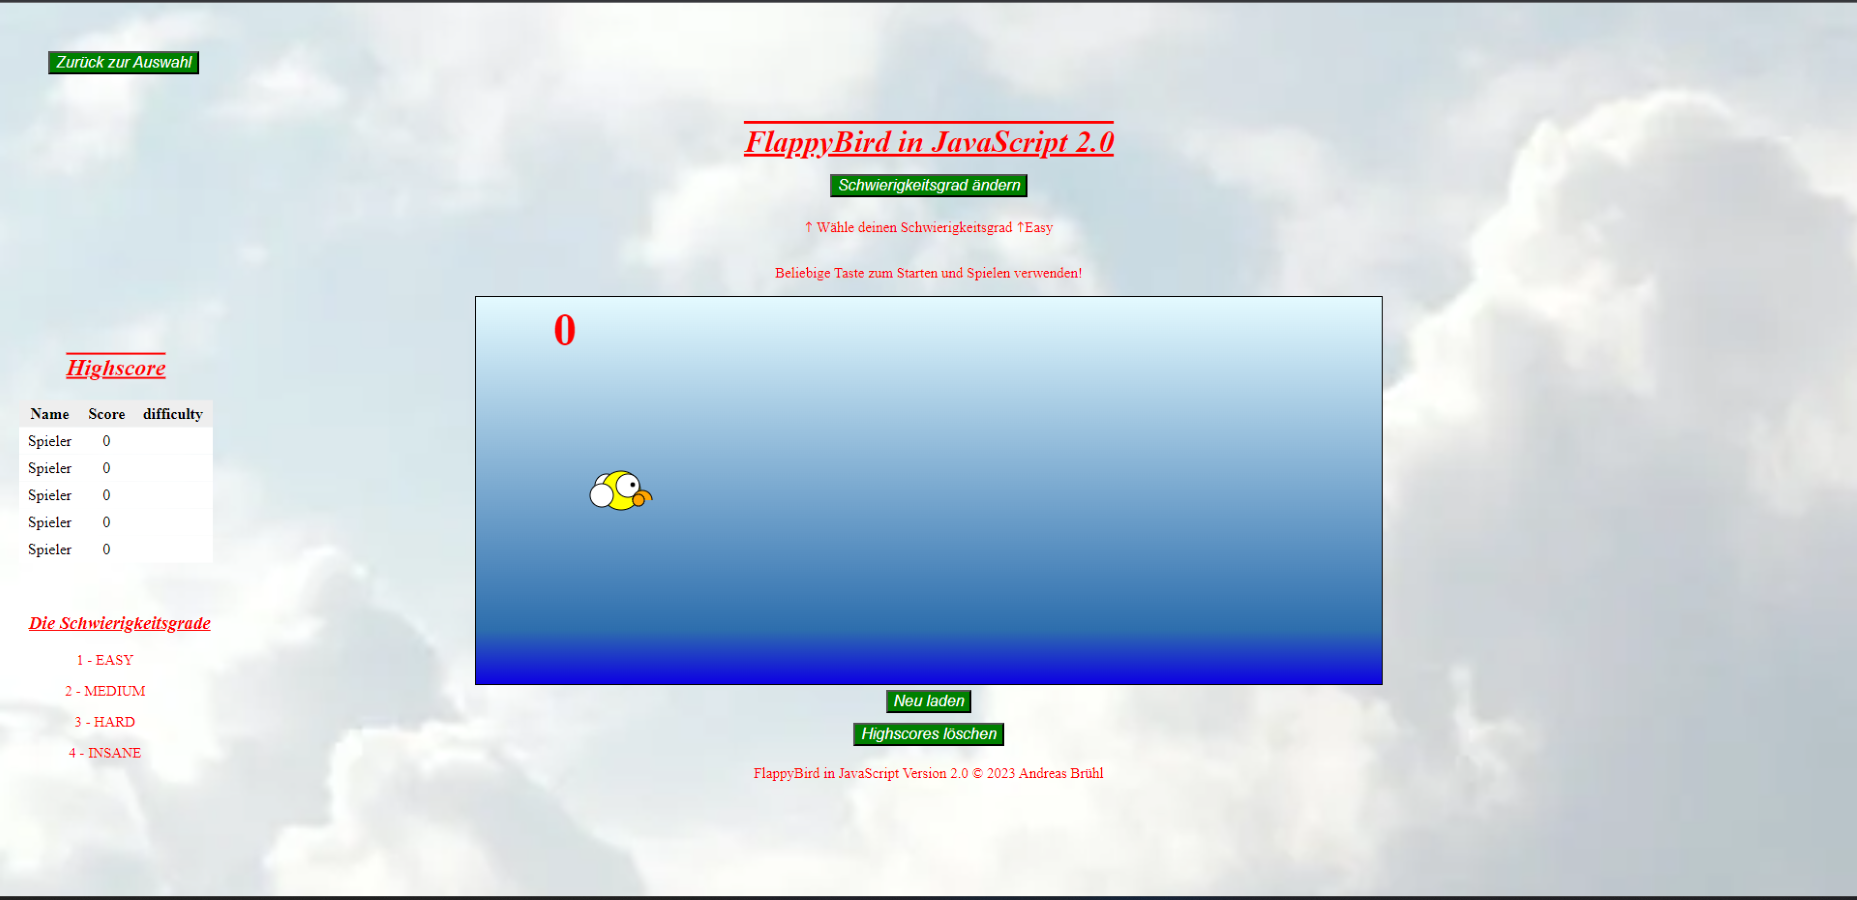 Zurück zur Auswahl
FlappyBird in JavaScript 2.0
Schwierigkeitsgrad ändern
↑ Wähle deinen Schwierigkeitsgrad ↑Easy
Beliebige Taste zum Starten und Spielen verwenden!
0
Highscore
Name Score difficulty
Spieler 0
Spieler 0
Spieler 0
Spieler 0
Spieler 0
Die Schwierigkeitsgrade
1 - EASY
2 - MEDIUM
3 - HARD
4 - INSANE
Neu laden
Highscores löschen
FlappyBird in JavaScript Version 2.0 © 2023 Andreas Brühl